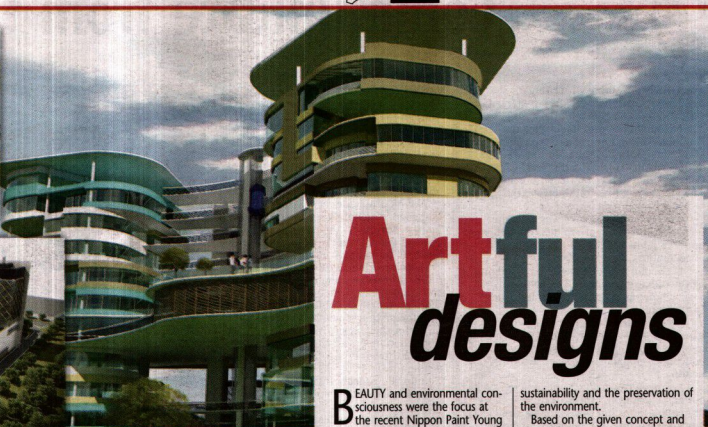 Artful
designs
BEAUTY and environmental con-
sciousness were the focus at
the recent Nippon Paint Young
sustainability and the preservation of
the environment.
Based on the given concept and